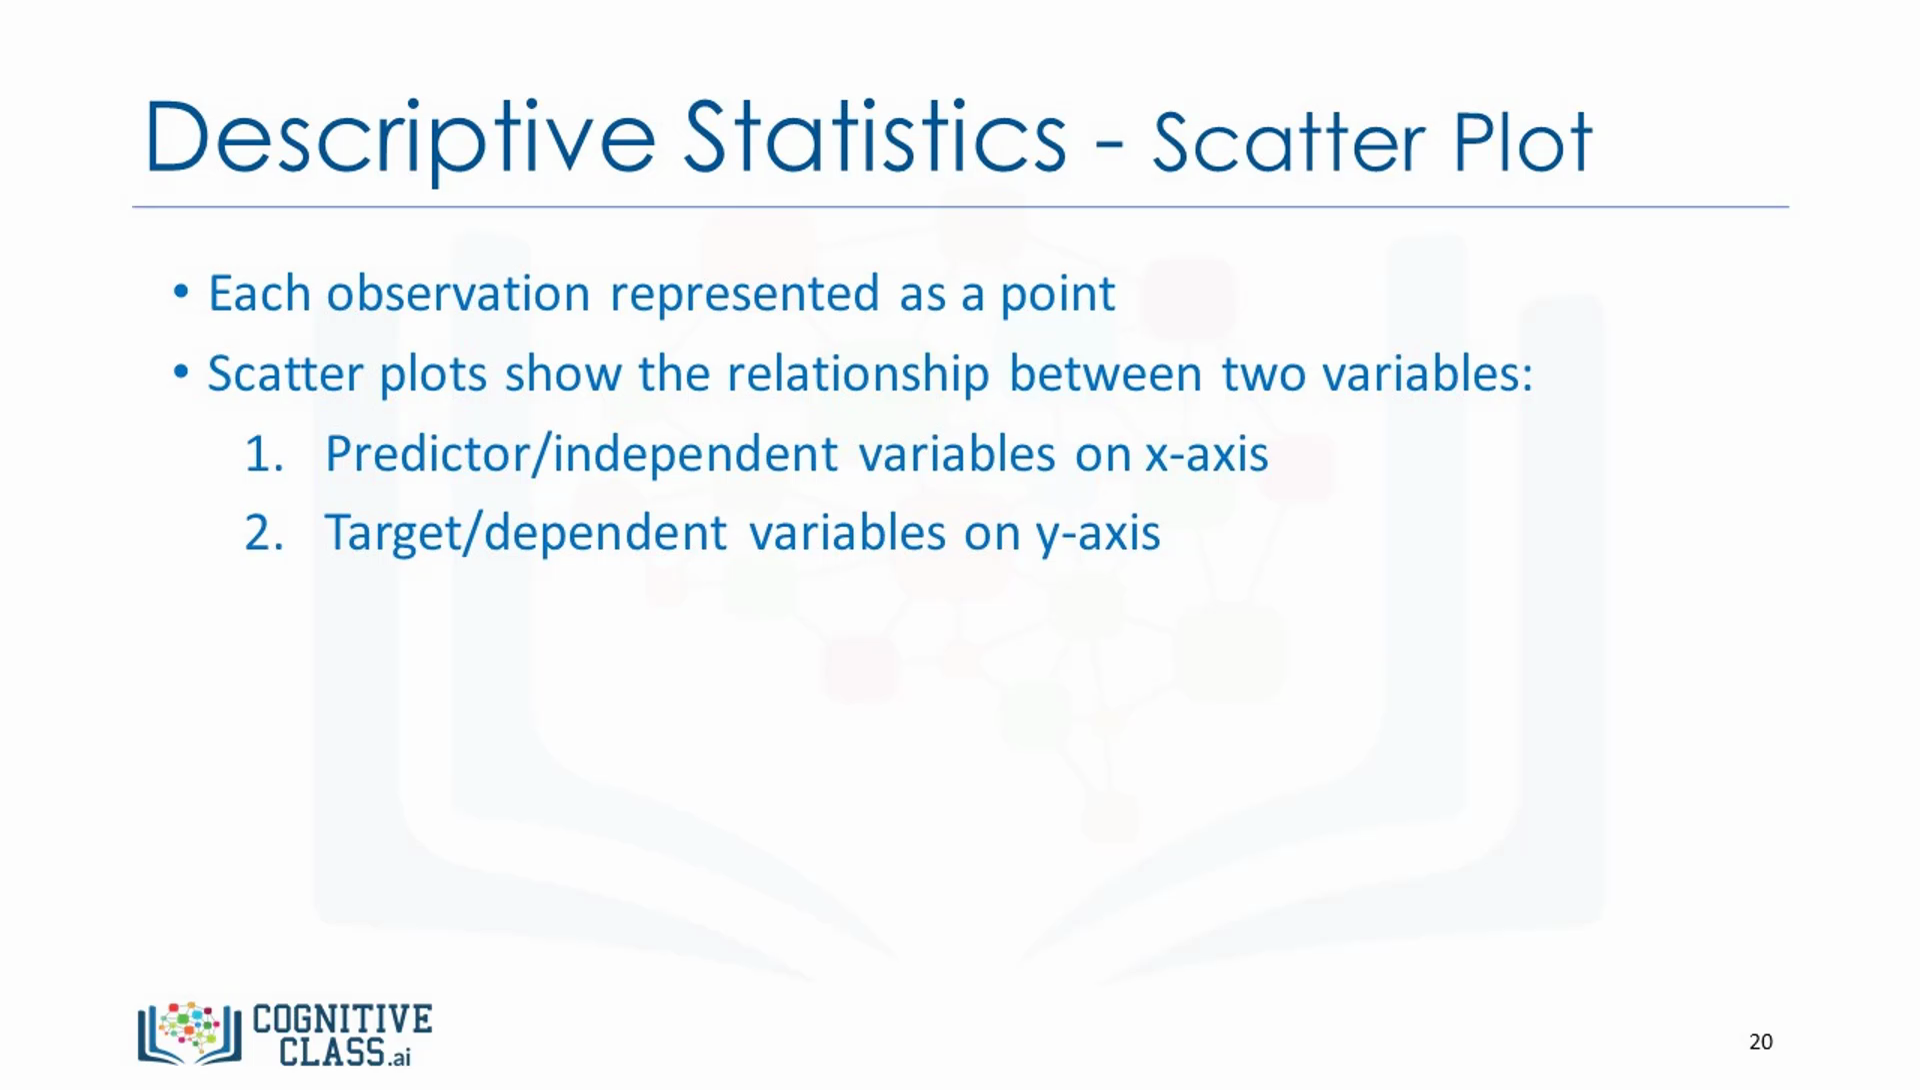 Descriptive Statistics - Scatter Plot
• Each observation represented as a point
• Scatter plots show the relationship between two variables:
1. Predictor/independent variables on x-axis
2. Target/dependent variables on y-axis
COGNITIVE
CLASS.ai
20